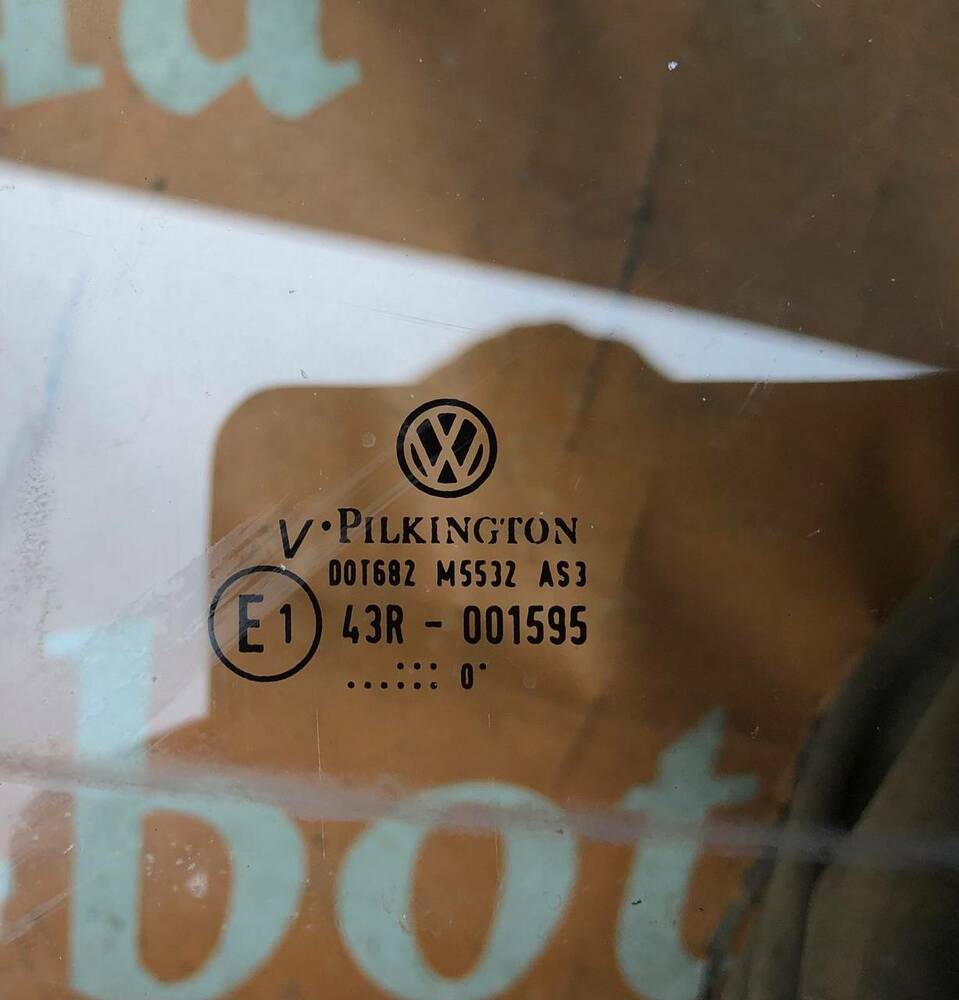 V •PILKINGTON
DOT682 M5532 AS3
E1 43R - 001595
......::: 0•
bot